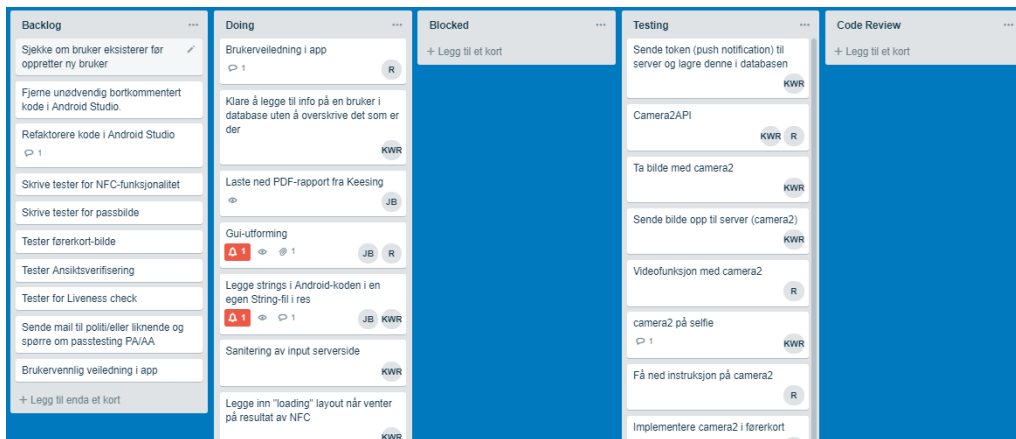 Backlog
Sjekke om bruker eksisterer før
oppretter ny bruker
Fjerne unødvendig bortkommentert
kode i Android Studio.
Refaktorere kode i Android Studio
1
Skrive tester for NFC-funksjonalitet
Skrive tester for passbilde
Tester førerkort-bilde
Tester Ansiktsverifisering
Tester for Liveness check
Sende mail til politi/eller liknende og
spørre om passtesting PA/AA
Brukervennlig veiledning i app
+ Legg til enda et kort
Doing
Brukerveiledning i app
1
R
Klare å legge til info på en bruker i
database uten å overskrive det som er
der
KWR
Laste ned PDF-rapport fra Keesing
JB
Gui-utforming
1 1
JB R
Legge strings i Android-koden i en
egen String-fil i res
1 1
JB KWR
Sanitering av input serverside
KWR
Legge inn "loading" layout når venter
på resultat av NFC
KWR
Blocked
+ Legg til et kort
Testing
Sende token (push notification) til
server og lagre denne i databasen
KWR
Camera2API
KWR R
Ta bilde med camera2
KWR
Sende bilde opp til server (camera2)
KWR
Videofunksjon med camera2
R
camera2 på selfie
1
KWR
Få ned instruksjon på camera2
R
Implementere camera2 i førerkort
Code Review
+ Legg til et kort